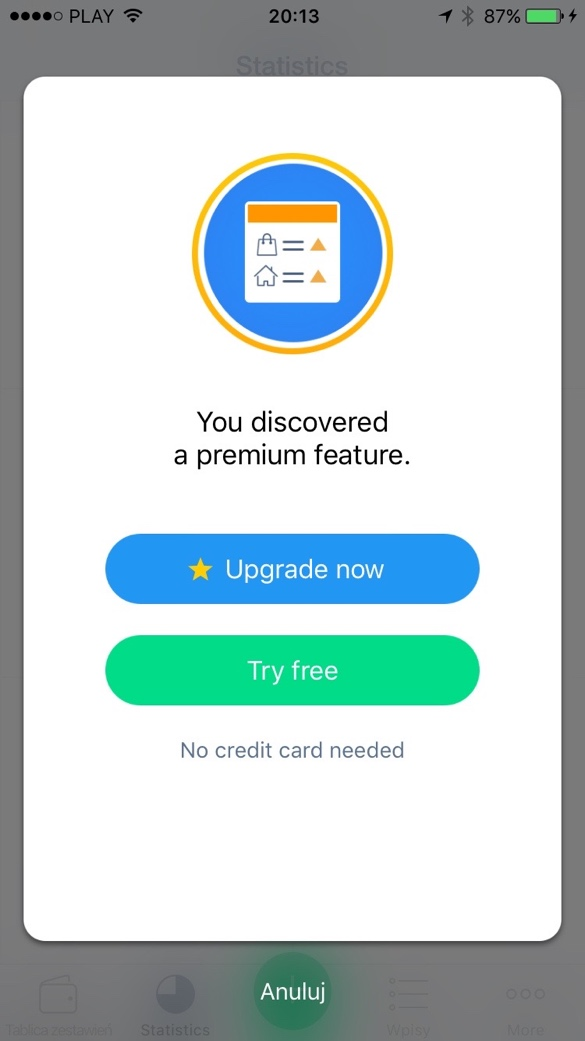 PLAY 20:13 87%
Statistics
You discovered
a premium feature.
Upgrade now
Try free
No credit card needed
Anuluj
Tablica zestawień Statistics Wpisy More